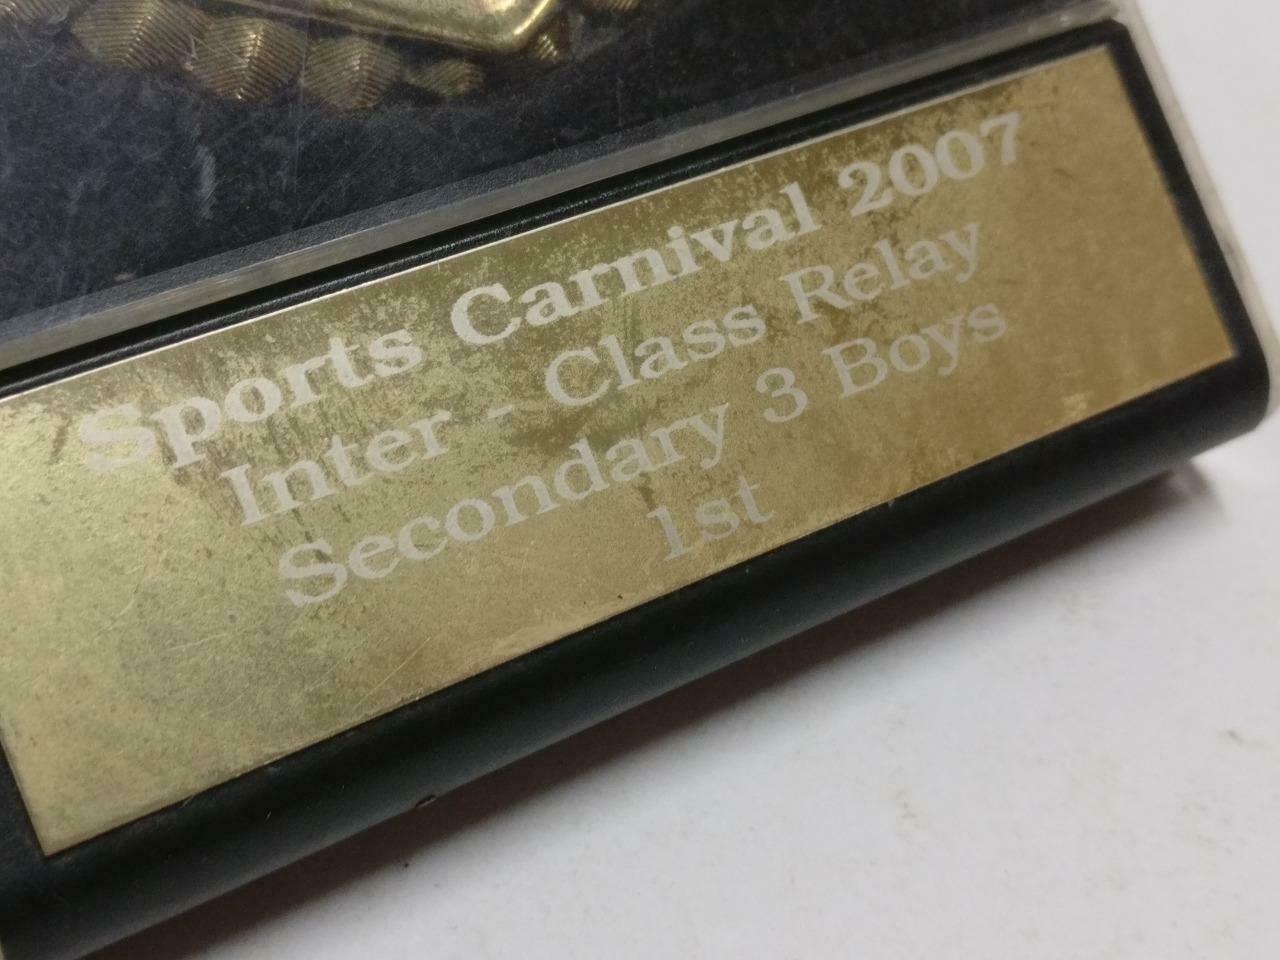 Sports Carnival 2007
Inter - Class Relay
Secondary 3 Boys
1st